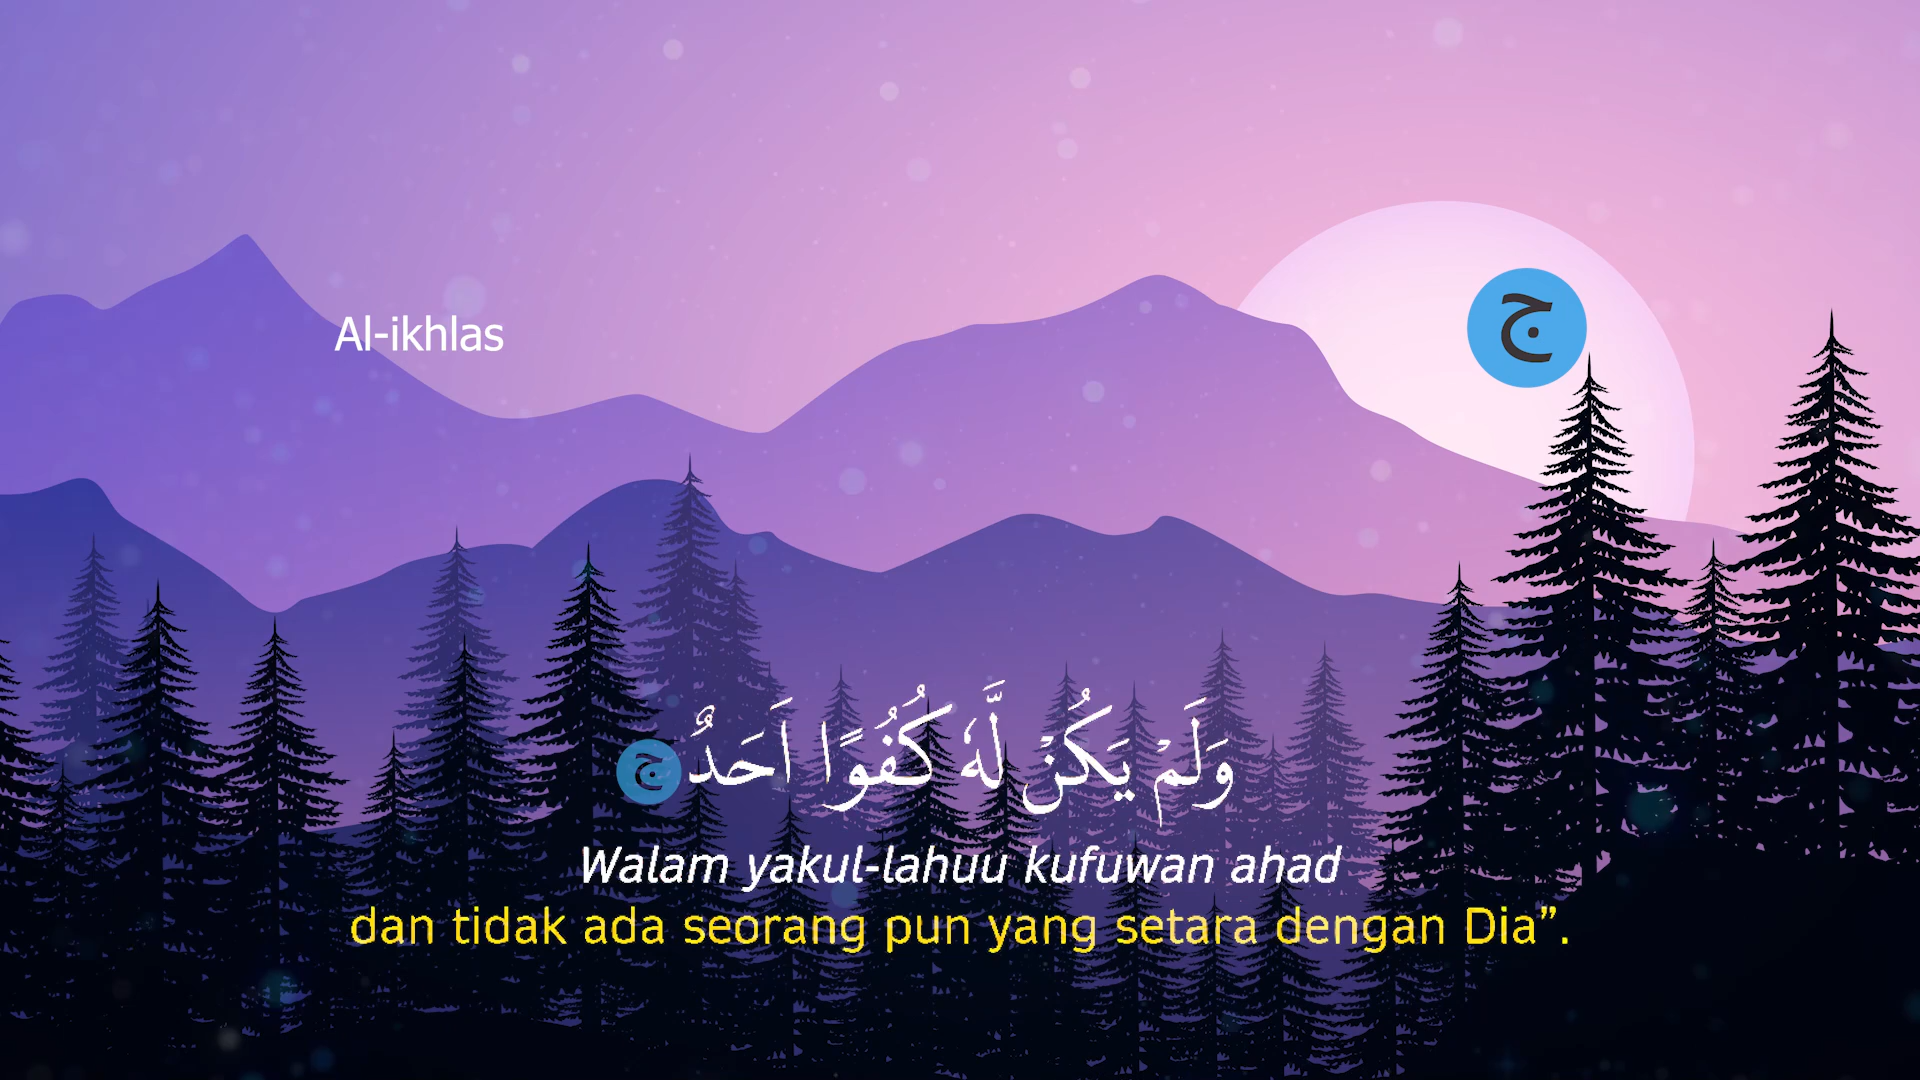 Al-ikhlas
ج
وَلَمْ يَكُنْ لَّهٗ كُفُوًا اَحَدٌ ج
Walam yakul-lahuu kufuwan ahad
dan tidak ada seorang pun yang setara dengan Dia”.